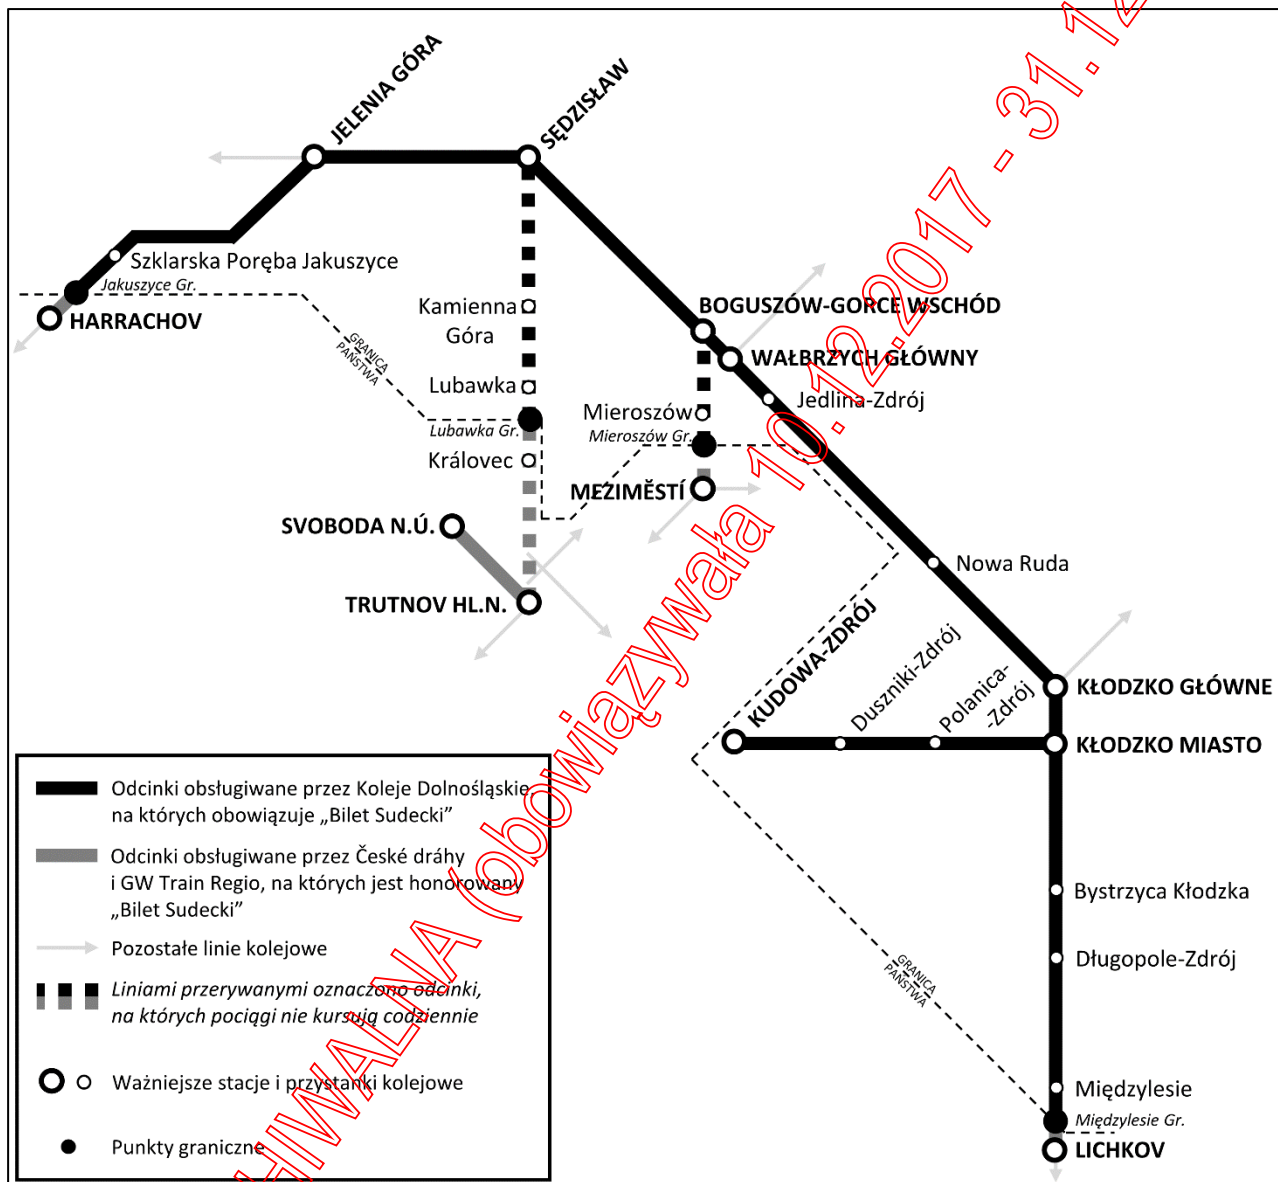 JELENIA GÓRA
SĘDZISŁAW
Szklarska Poręba Jakuszyce
Jakuszyce Gr.
HARRACHOV
GRANICA
PAŃSTWA
Kamienna
Góra
Lubawka
Lubawka Gr.
Královec
SVOBODA N.Ú.
TRUTNOV HL.N.
BOGUSZÓW-GORCE WSCHÓD
WAŁBRZYCH GŁÓWNY
Jedlina-Zdrój
Mieroszów
Mieroszów Gr.
MEZIMĚSTÍ
Nowa Ruda
KUDOWA-ZDRÓJ
Duszniki-Zdrój
Polanica-
-Zdrój
KŁODZKO GŁÓWNE
KŁODZKO MIASTO
Bystrzyca Kłodzka
Długopole-Zdrój
GRANICA
PAŃSTWA
Międzylesie
Międzylesie Gr.
LICHKOV
Odcinki obsługiwane przez Koleje Dolnośląskie,
na których obowiązuje „Bilet Sudecki”
Odcinki obsługiwane przez České dráhy
i GW Train Regio, na których jest honorowany
„Bilet Sudecki”
Pozostałe linie kolejowe
Liniami przerywanymi oznaczono odcinki,
na których pociągi nie kursują codziennie
Ważniejsze stacje i przystanki kolejowe
Punkty graniczne
HIWALNA (obowiązywała 10.12.2017 - 31.12